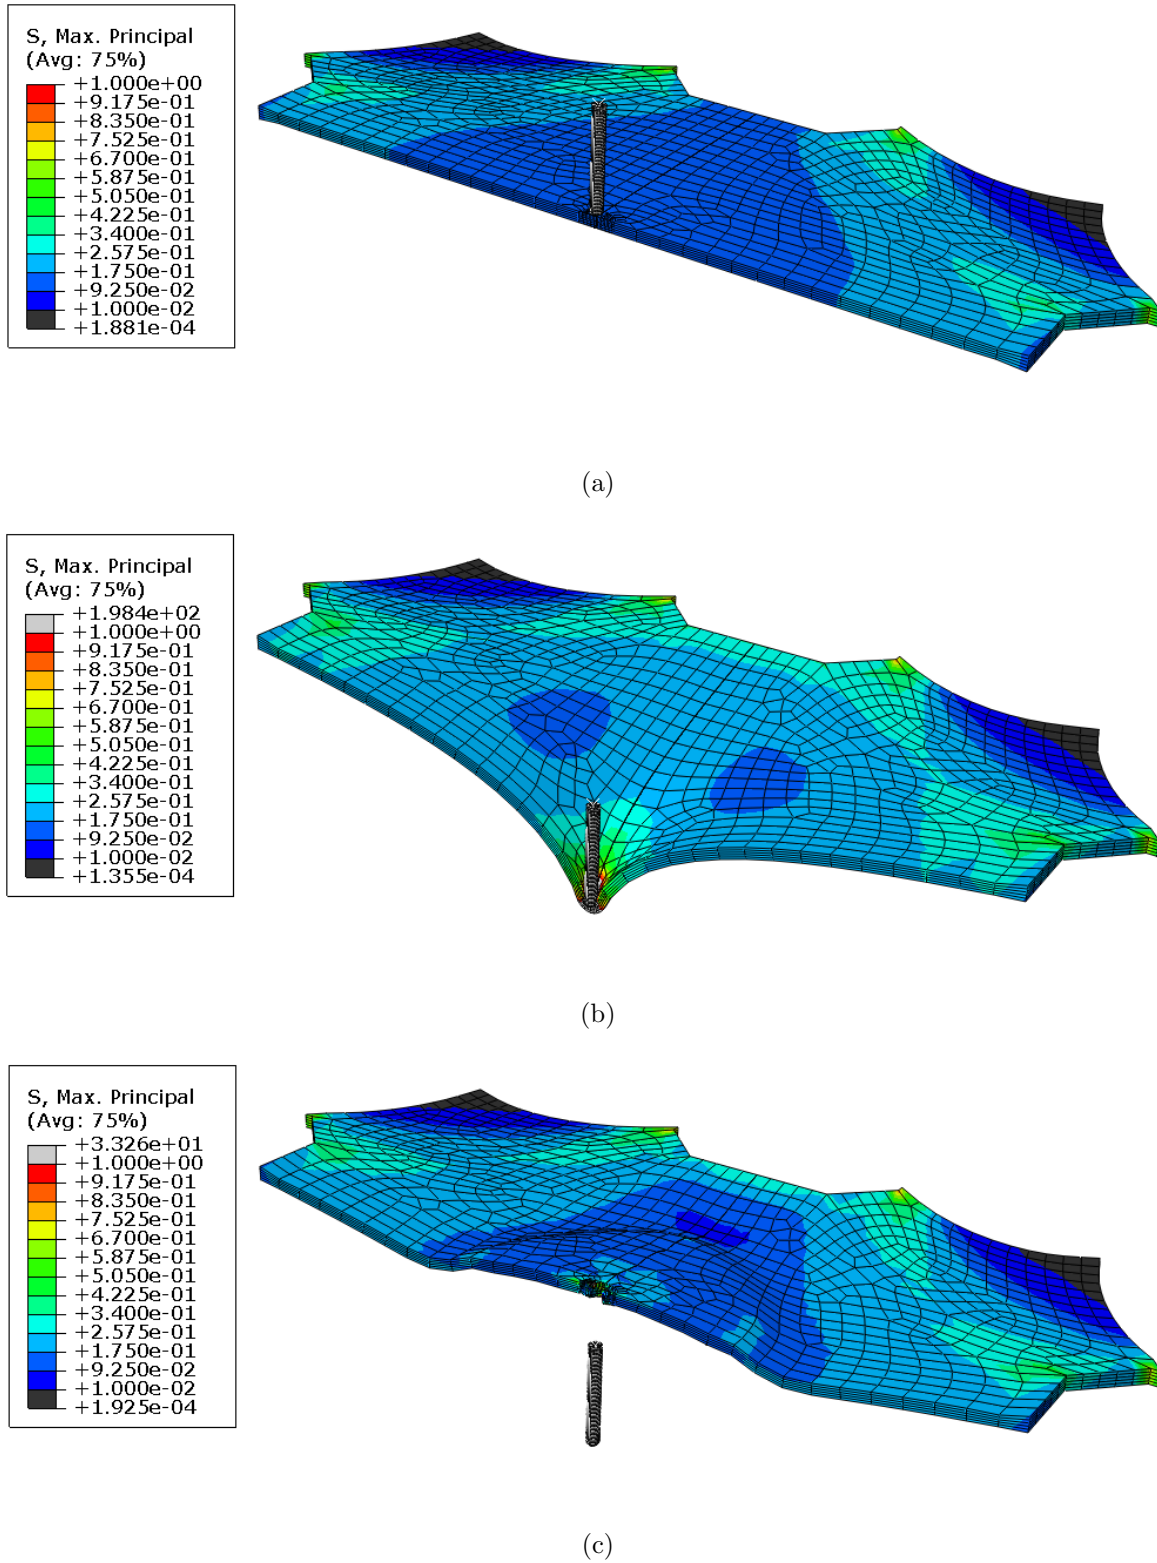 S, Max. Principal
(Avg: 75%)
+1.000e+00
+9.175e-01
+8.350e-01
+7.525e-01
+6.700e-01
+5.875e-01
+5.050e-01
+4.225e-01
+3.400e-01
+2.575e-01
+1.750e-01
+9.250e-02
+1.000e-02
+1.881e-04
(a)
S, Max. Principal
(Avg: 75%)
+1.984e+02
+1.000e+00
+9.175e-01
+8.350e-01
+7.525e-01
+6.700e-01
+5.875e-01
+5.050e-01
+4.225e-01
+3.400e-01
+2.575e-01
+1.750e-01
+9.250e-02
+1.000e-02
+1.355e-04
(b)
S, Max. Principal
(Avg: 75%)
+3.326e+01
+1.000e+00
+9.175e-01
+8.350e-01
+7.525e-01
+6.700e-01
+5.875e-01
+5.050e-01
+4.225e-01
+3.400e-01
+2.575e-01
+1.750e-01
+9.250e-02
+1.000e-02
+1.925e-04
(c)